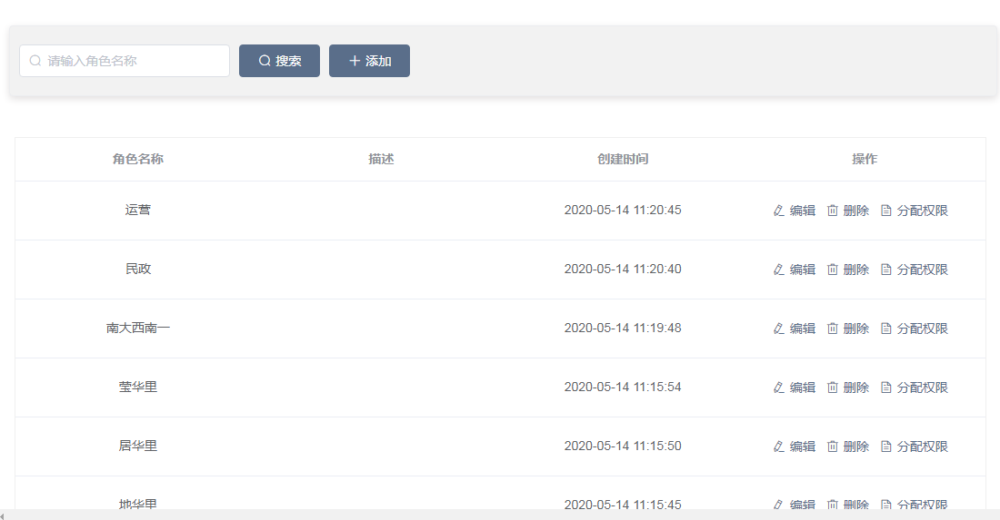 请输入角色名称 搜索 添加
角色名称 描述 创建时间 操作
运营 2020-05-14 11:20:45 编辑 删除 分配权限
民政 2020-05-14 11:20:40 编辑 删除 分配权限
南大西南一 2020-05-14 11:19:48 编辑 删除 分配权限
莹华里 2020-05-14 11:15:54 编辑 删除 分配权限
居华里 2020-05-14 11:15:50 编辑 删除 分配权限
地华里 2020-05-14 11:15:45 编辑 删除 分配权限